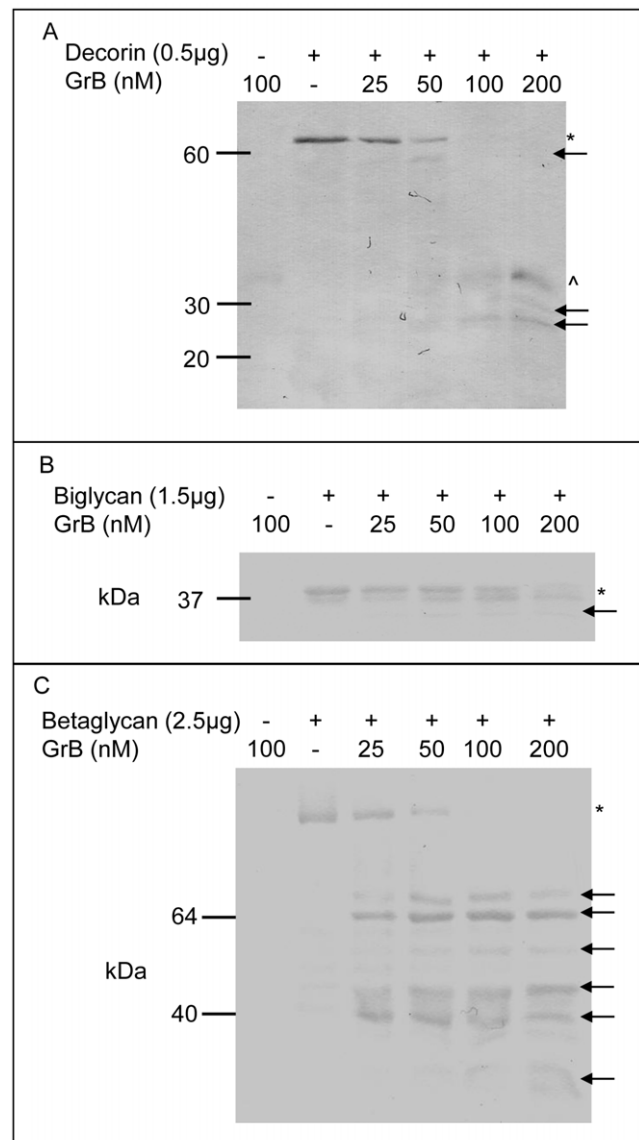 A
Decorin (0.5µg) - + + + + +
GrB (nM) 100 - 25 50 100 200
*
60
^
30
20
B
Biglycan (1.5µg) - + + + + +
GrB (nM) 100 - 25 50 100 200
kDa 37 *
C
Betaglycan (2.5µg) - + + + + +
GrB (nM) 100 - 25 50 100 200
*
64
kDa
40